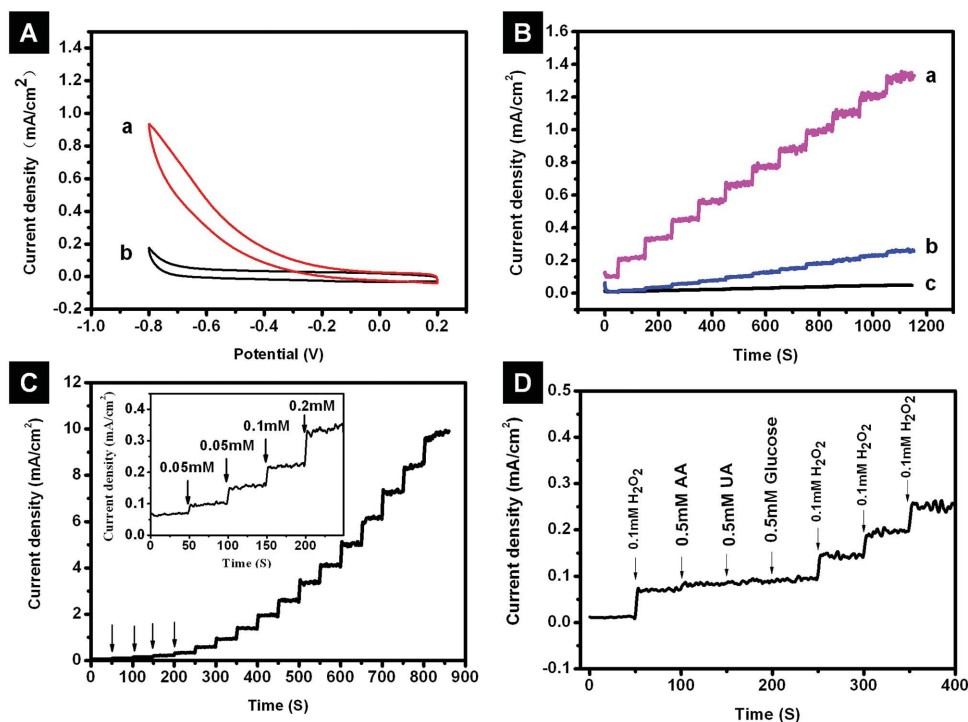 A
1.6
1.4
1.2
1.0
0.8
0.6
0.4
0.2
0.0
-0.2
Current density (mA/cm²)
a
b
-1.0 -0.8 -0.6 -0.4 -0.2 0.0 0.2
Potential (V)
B
1.6
1.4
1.2
1.0
0.8
0.6
0.4
0.2
0.0
Current density (mA/cm²)
a
b
c
0 200 400 600 800 1000 1200
Time (S)
C
12
10
8
6
4
2
0
Current density (mA/cm²)
0.4
0.3
0.2
0.1
0.0
Current density (mA/cm²)
0.05mM
0.05mM
0.1mM
0.2mM
0 50 100 150 200
Time (S)
0 100 200 300 400 500 600 700 800 900
Time (S)
D
0.5
0.4
0.3
0.2
0.1
0.0
-0.1
Current density (mA/cm²)
0.1mM H₂O₂
0.5mM AA
0.5mM UA
0.5mM Glucose
0.1mM H₂O₂
0.1mM H₂O₂
0.1mM H₂O₂
0 100 200 300 400
Time (S)